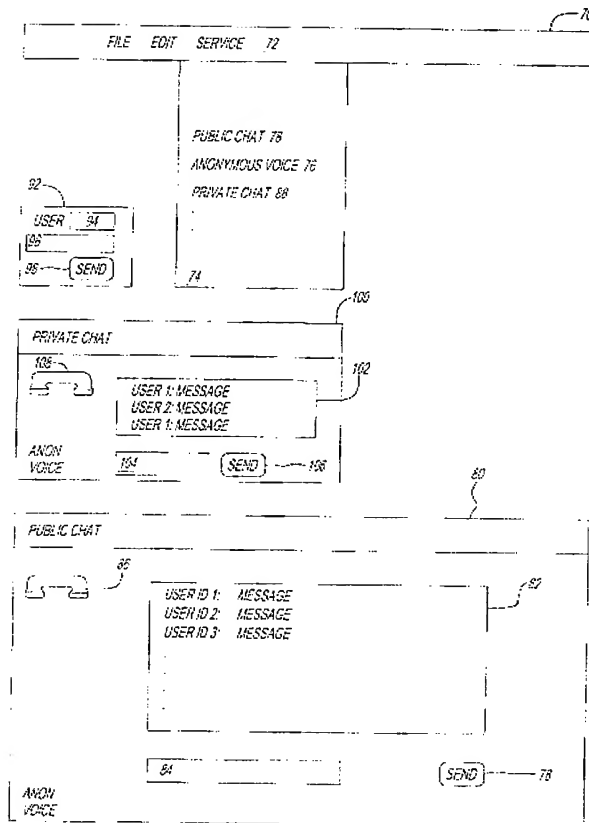 70
FILE EDIT SERVICE 72
PUBLIC CHAT 78
ANONYMOUS VOICE 76
PRIVATE CHAT 88
74
92
USER 94
96
98 SEND
100
PRIVATE CHAT
108
102
USER 1: MESSAGE
USER 2: MESSAGE
USER 1: MESSAGE
ANON
VOICE
104 SEND 106
80
PUBLIC CHAT
86
82
USER ID 1: MESSAGE
USER ID 2: MESSAGE
USER ID 3: MESSAGE
84
SEND 78
ANON
VOICE